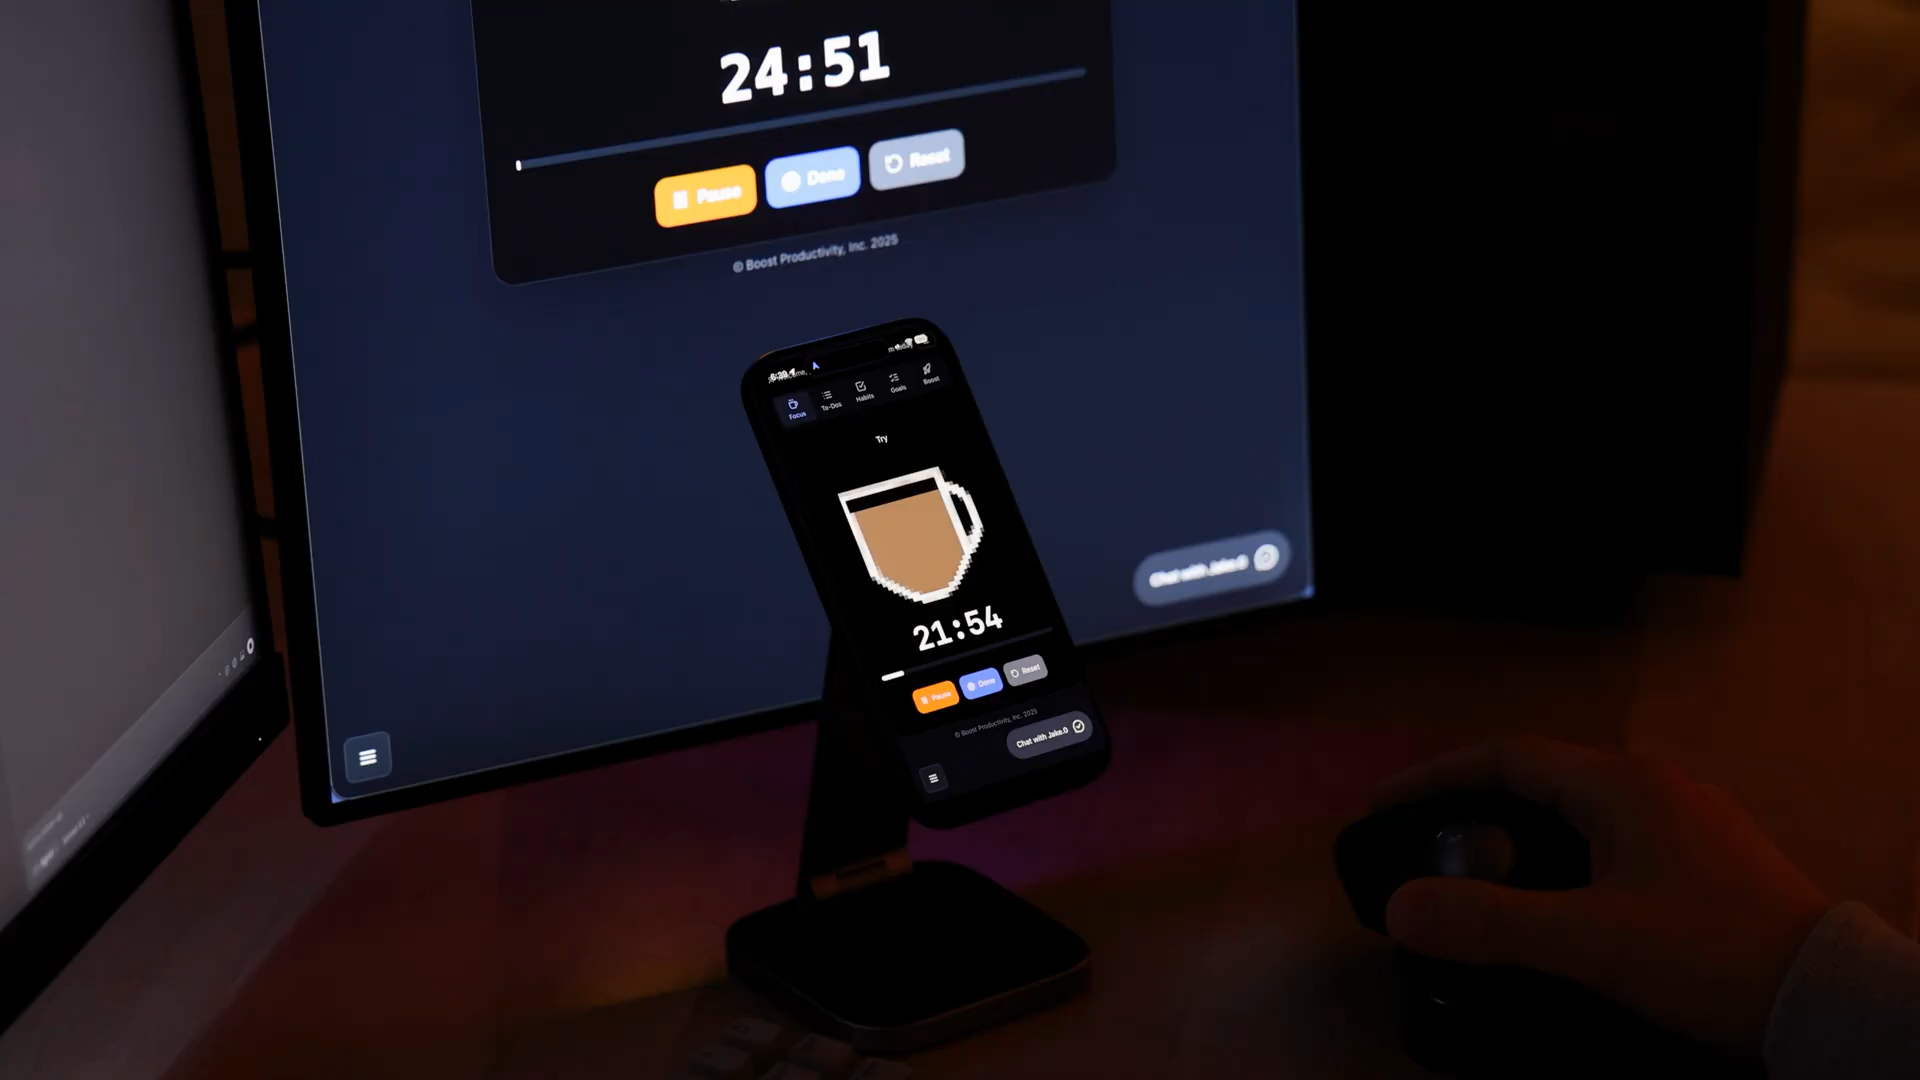 24:51
Pause
Done
Reset
© Boost Productivity, Inc. 2025
Focus
To-Dos
Habits
Goals
Boost
Try
21:54
Pause
Done
Reset
© Boost Productivity, Inc. 2025
Chat with Jake.0
Chat with Jake.0